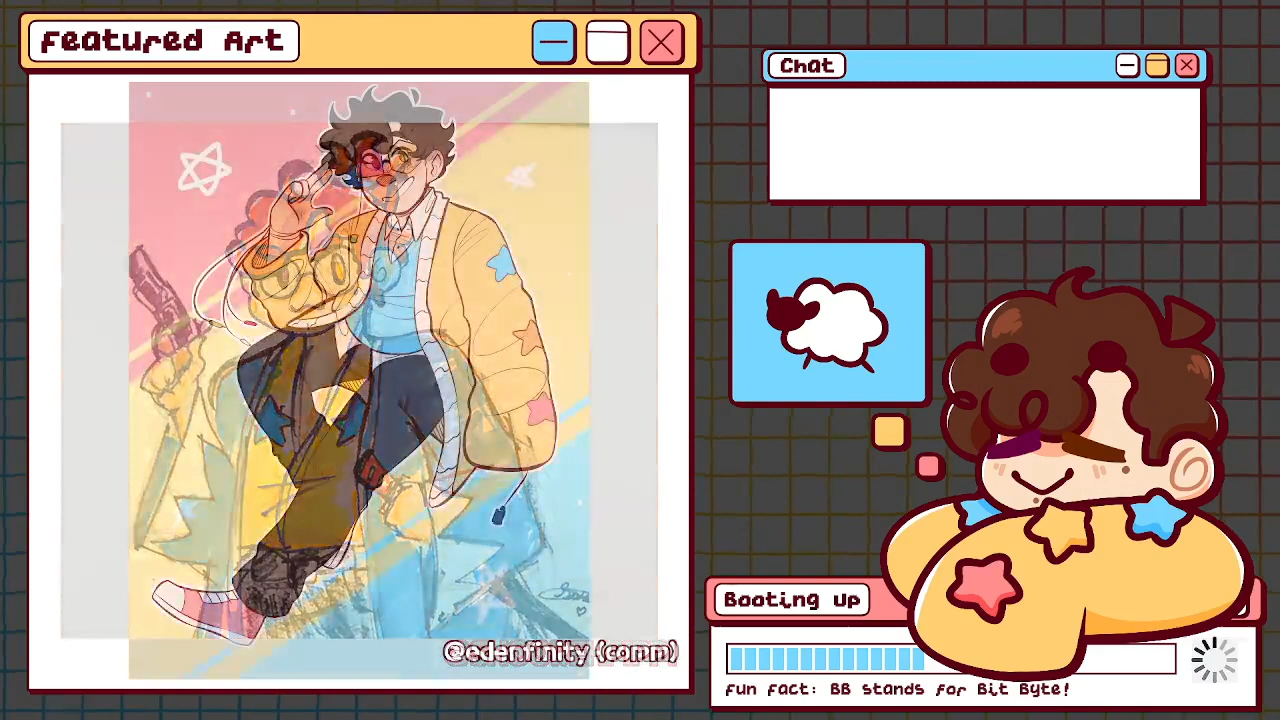 Featured Art
Chat
@edenfinity (comm)
Booting Up
Fun Fact: BB stands for Bit Byte!